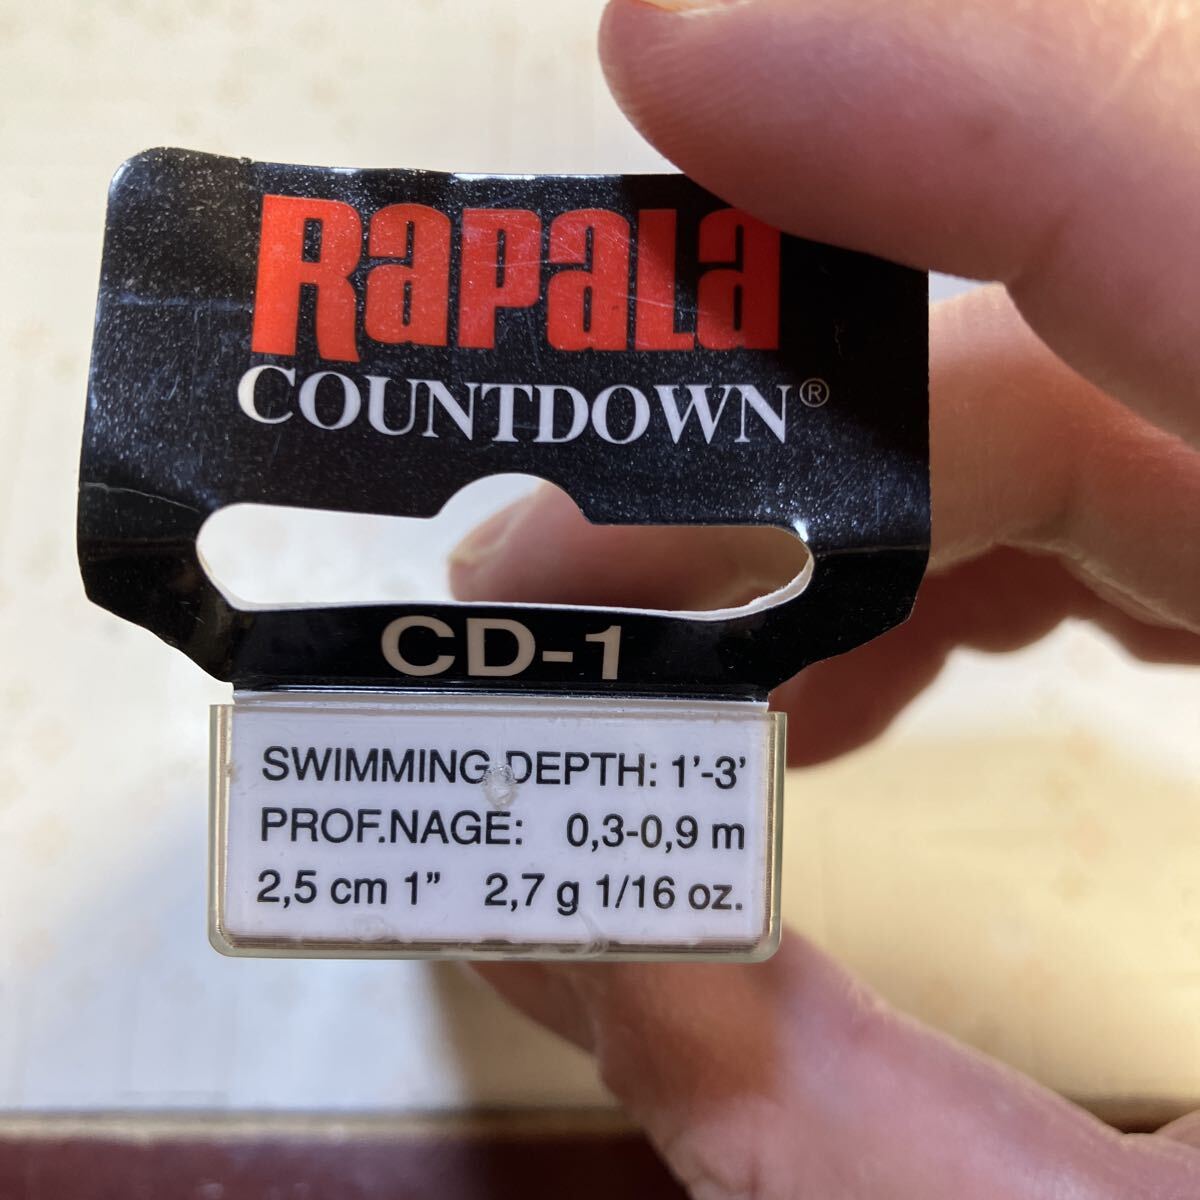 RapaLa
COUNTDOWN®
CD-1
SWIMMING DEPTH: 1'-3'
PROF.NAGE: 0,3-0,9 m
2,5 cm 1" 2,7 g 1/16 oz.